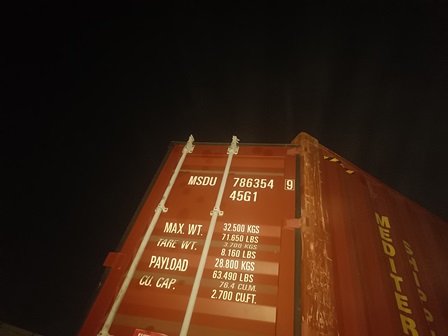 MSDU 786354 9
45G1
MAX. WT. 32.500 KGS
71.650 LBS
TARE WT. 3.700 KGS
8.160 LBS
PAYLOAD 28.800 KGS
63.490 LBS
CU. CAP. 76.4 CU.M.
2.700 CU.FT.
MEDITER